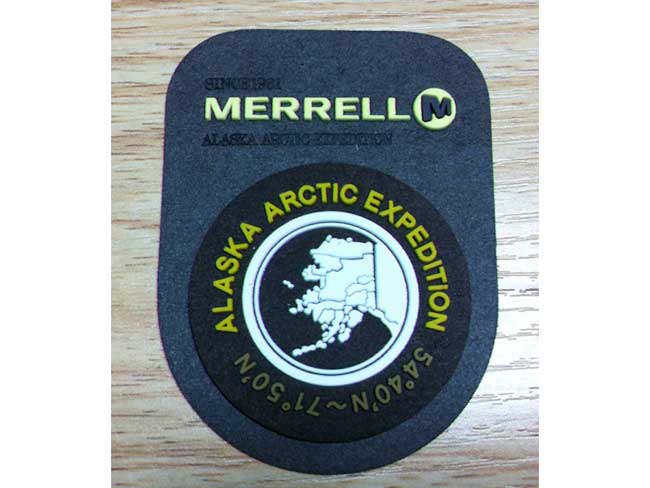 SINCE1981
MERRELL M
ALASKA ARCTIC EXPEDITION
ALASKA ARCTIC EXPEDITION
54°40'N~71°50'N